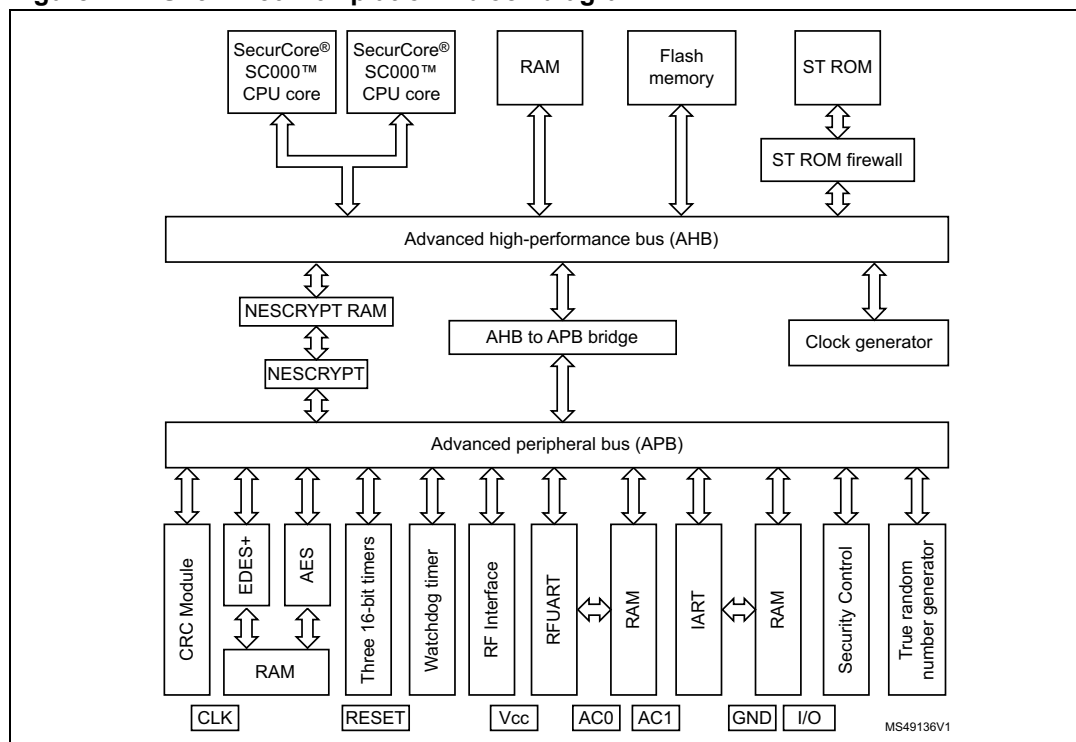 SecurCore®
SC000™
CPU core
SecurCore®
SC000™
CPU core
RAM
Flash
memory
ST ROM
ST ROM firewall
Advanced high-performance bus (AHB)
NESCRYPT RAM
AHB to APB bridge
Clock generator
NESCRYPT
Advanced peripheral bus (APB)
CRC Module
EDES+
AES
RAM
Three 16-bit timers
Watchdog timer
RF Interface
RFUART
RAM
IART
RAM
Security Control
True random
number generator
CLK
RESET
Vcc
AC0
AC1
GND
I/O
MS49136V1